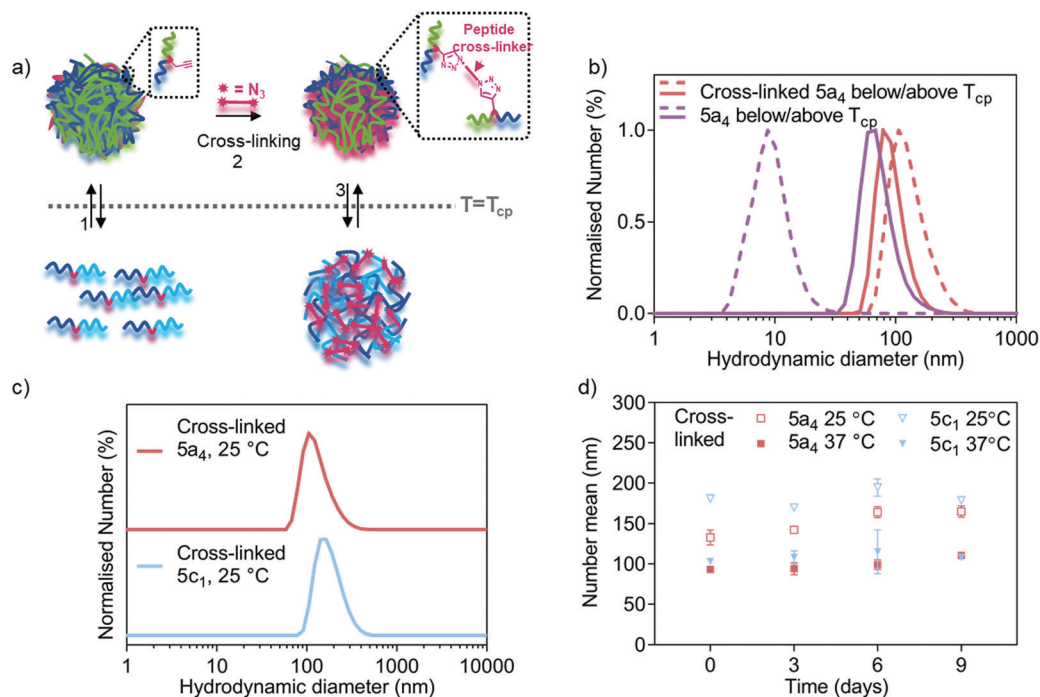 a)
Peptide
cross-linker
N
N
N
N
N
N
✷ = N₃
Cross-linking
2
1
3
T=T_cp
b)
Normalised Number (%)
1.0
0.5
0.0
Cross-linked 5a₄ below/above T_cp
5a₄ below/above T_cp
1
10
100
1000
Hydrodynamic diameter (nm)
c)
Normalised Number (%)
Cross-linked
5a₄, 25 °C
Cross-linked
5c₁, 25 °C
1
10
100
1000
10000
Hydrodynamic diameter (nm)
d)
Number mean (nm)
300
250
200
150
100
50
0
Cross-
linked
5a₄ 25 °C
5a₄ 37 °C
5c₁ 25°C
5c₁ 37°C
0
3
6
9
Time (days)